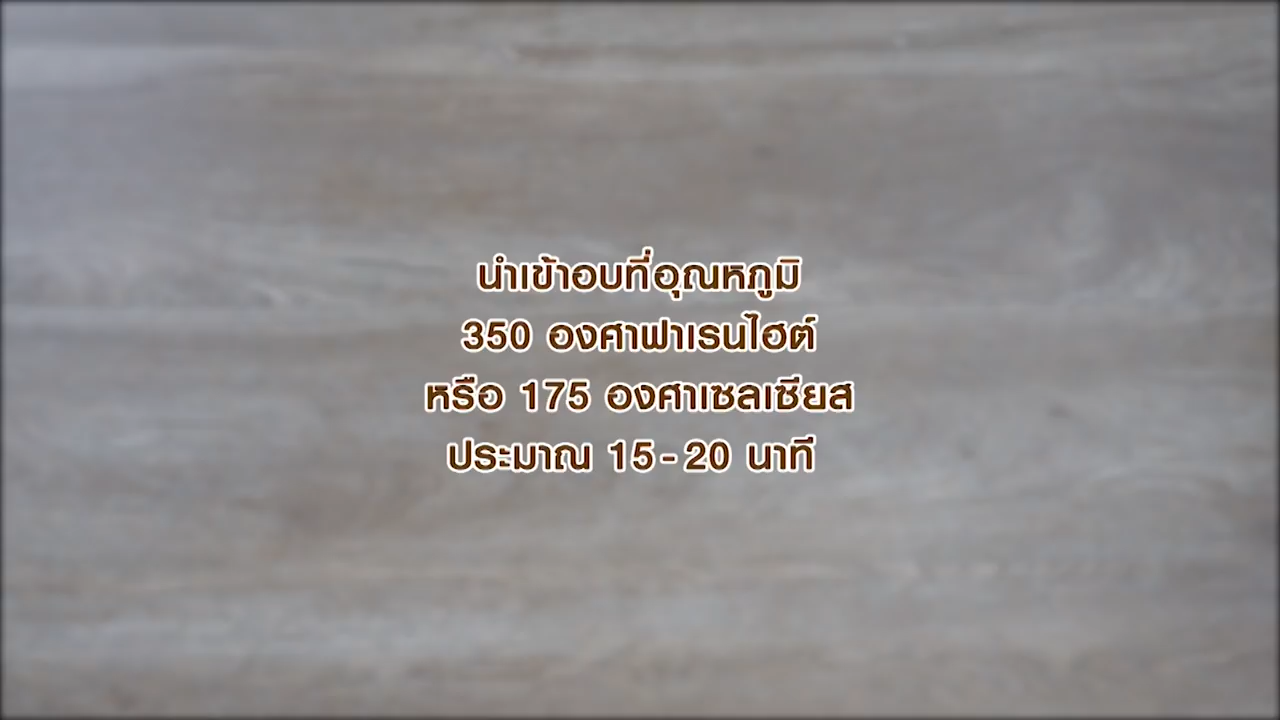 นำเข้าอบที่อุณหภูมิ
350 องศาฟาเรนไฮต์
หรือ 175 องศาเซลเซียส
ประมาณ 15-20 นาที